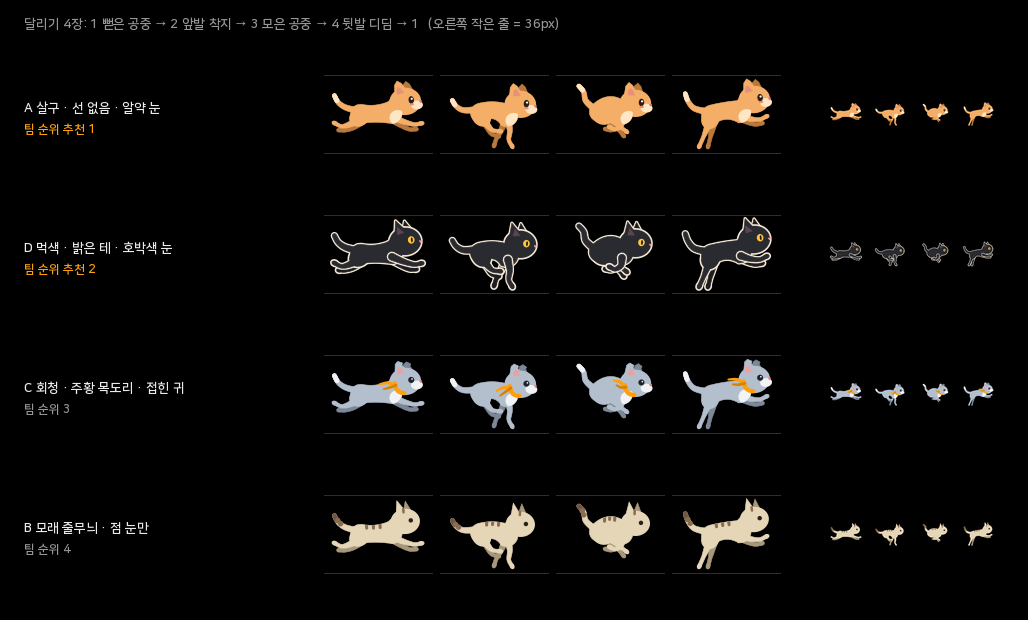 달리기 4장: 1 뻗은 공중 → 2 앞발 착지 → 3 모은 공중 → 4 뒷발 디딤 → 1 (오른쪽 작은 줄 = 36px)
A 살구 · 선 없음 · 알약 눈
팀 순위 추천 1
D 먹색 · 밝은 테 · 호박색 눈
팀 순위 추천 2
C 회청 · 주황 목도리 · 접힌 귀
팀 순위 3
B 모래 줄무늬 · 점 눈만
팀 순위 4